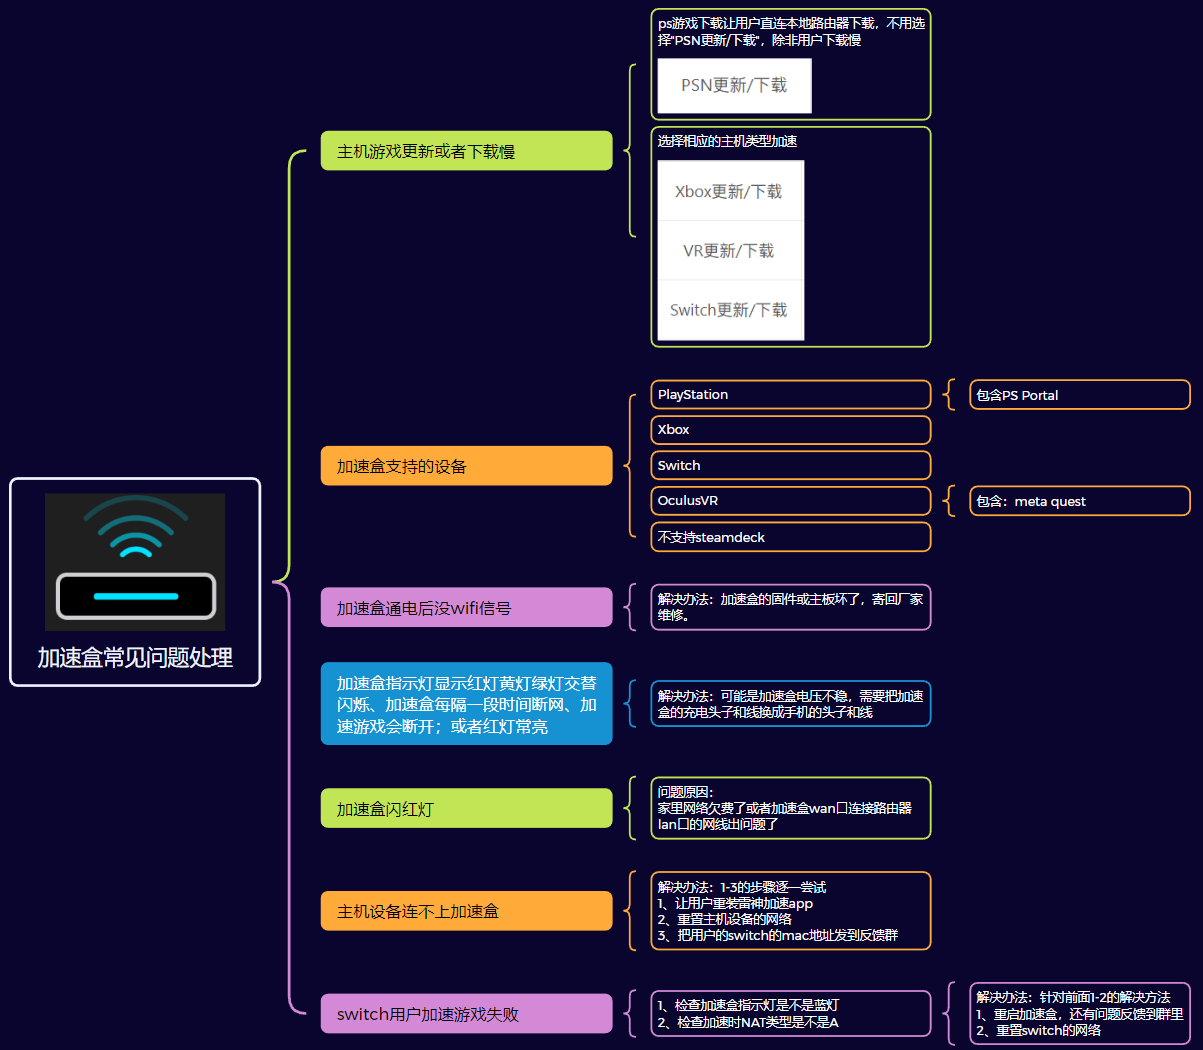 加速盒常见问题处理
主机游戏更新或者下载慢
ps游戏下载让用户直连本地路由器下载，不用选
择"PSN更新/下载"，除非用户下载慢
PSN更新/下载
选择相应的主机类型加速
Xbox更新/下载
VR更新/下载
Switch更新/下载
加速盒支持的设备
PlayStation
包含PS Portal
Xbox
Switch
OculusVR
包含：meta quest
不支持steamdeck
加速盒通电后没wifi信号
解决办法：加速盒的固件或主板坏了，寄回厂家
维修。
加速盒指示灯显示红灯黄灯绿灯交替
闪烁、加速盒每隔一段时间断网、加
速游戏会断开；或者红灯常亮
解决办法：可能是加速盒电压不稳，需要把加速
盒的充电头子和线换成手机的头子和线
加速盒闪红灯
问题原因：
家里网络欠费了或者加速盒wan口连接路由器
lan口的网线出问题了
主机设备连不上加速盒
解决办法：1-3的步骤逐一尝试
1、让用户重装雷神加速app
2、重置主机设备的网络
3、把用户的switch的mac地址发到反馈群
switch用户加速游戏失败
1、检查加速盒指示灯是不是蓝灯
2、检查加速时NAT类型是不是A
解决办法：针对前面1-2的解决方法
1、重启加速盒，还有问题反馈到群里
2、重置switch的网络